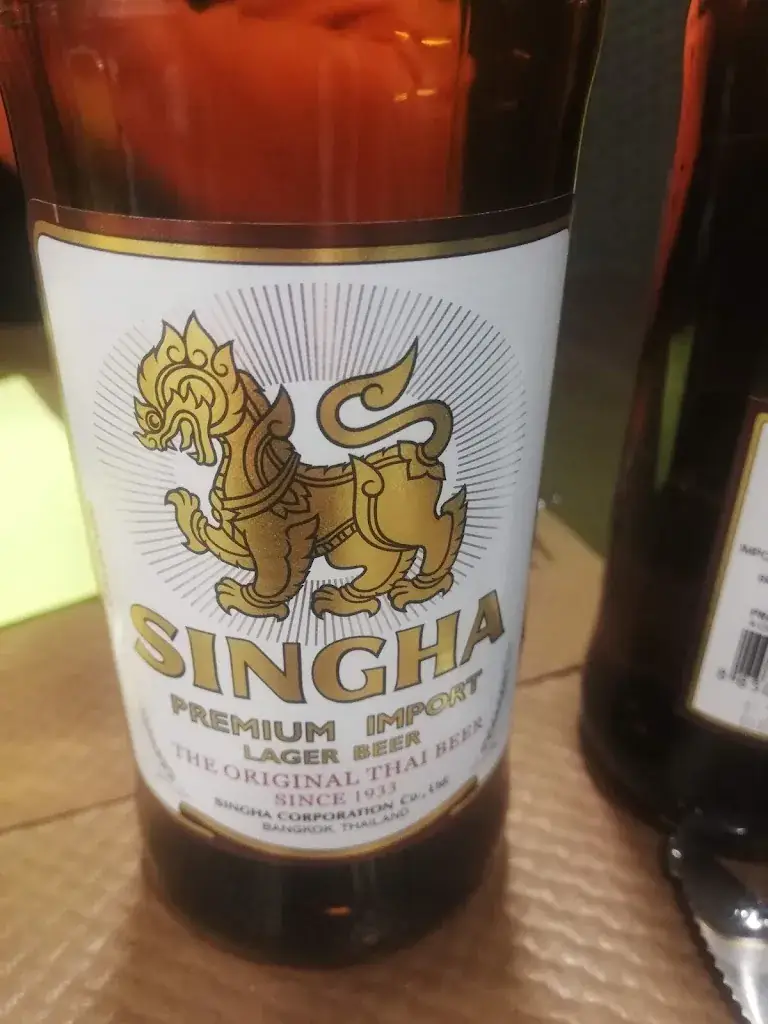 SINGHA
PREMIUM IMPORT
LAGER BEER
THE ORIGINAL THAI BEER
SINCE 1933
SINGHA CORPORATION Co., Ltd.
BANGKOK, THAILAND